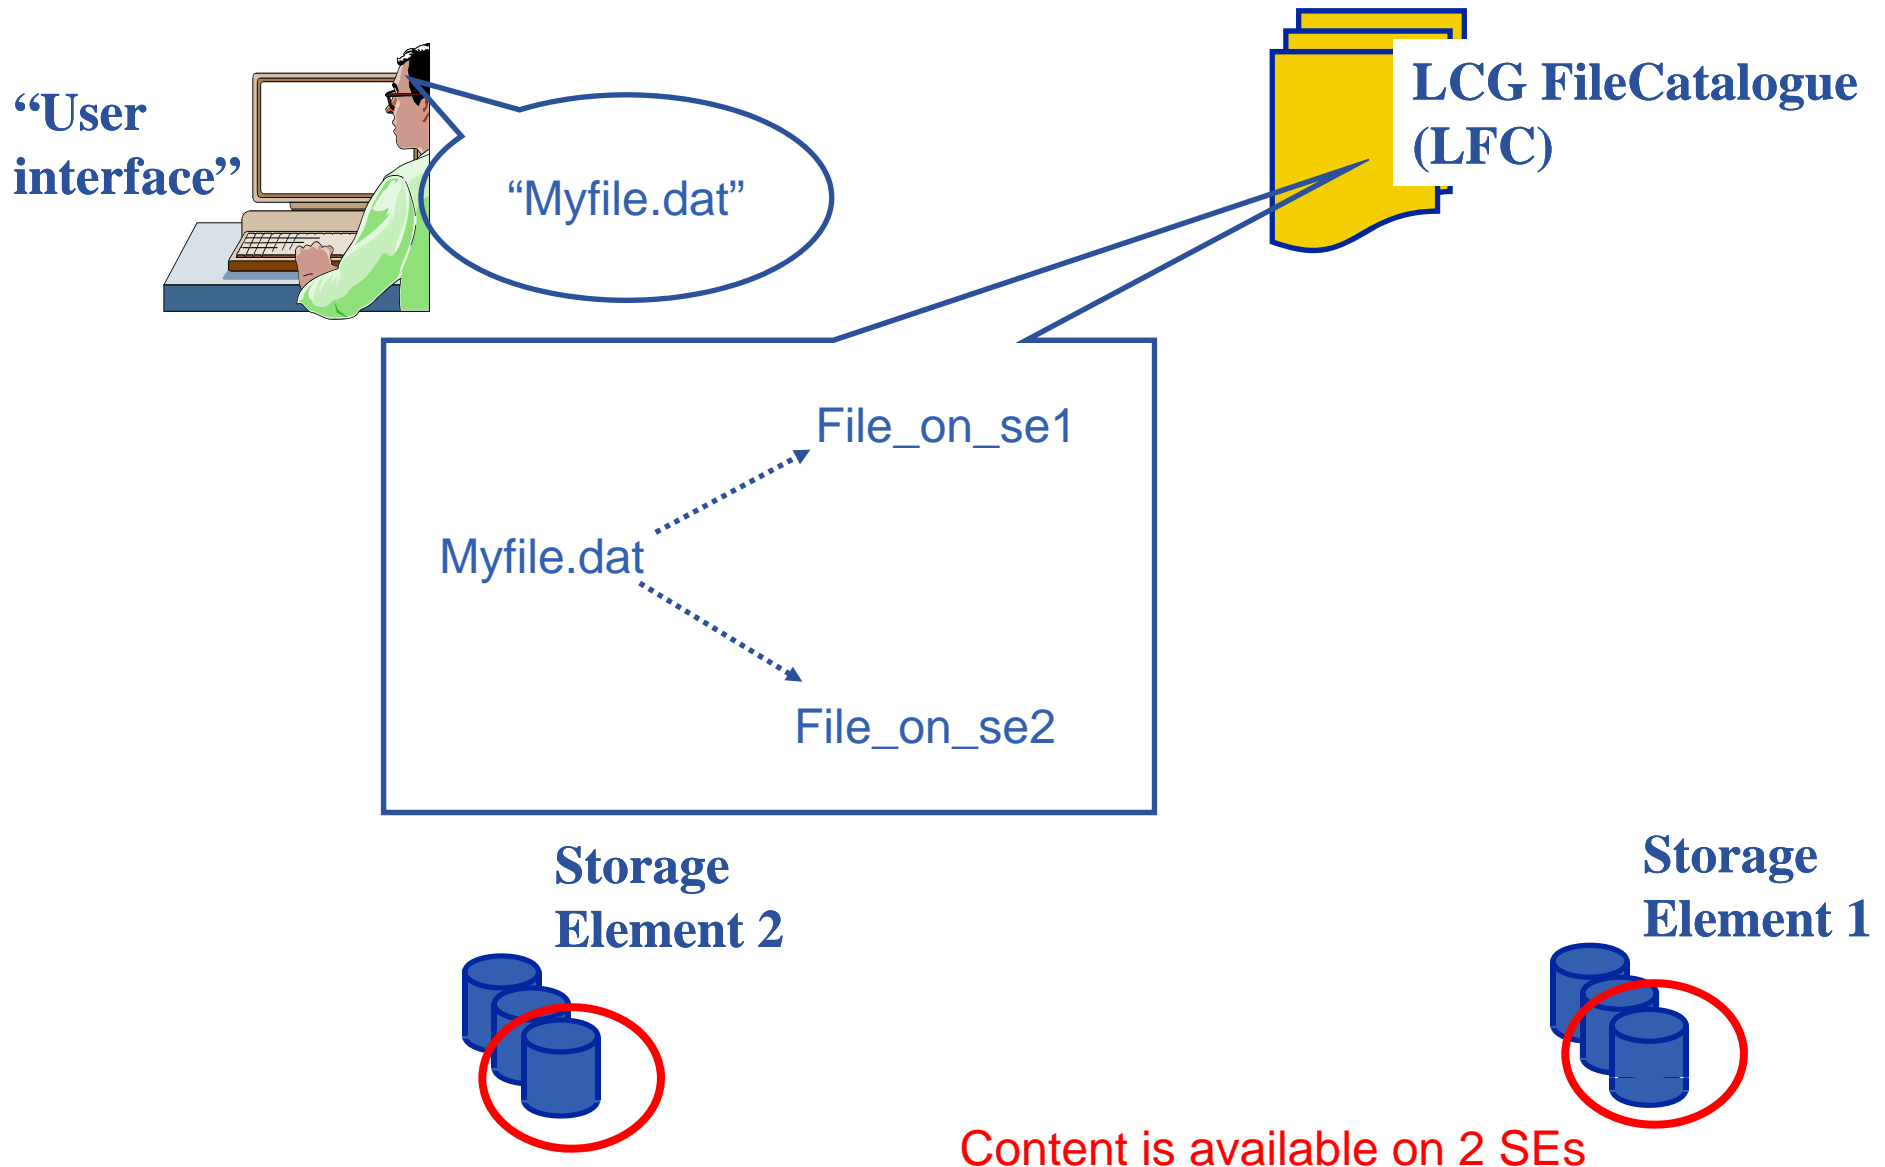 “User
interface”
“Myfile.dat”
LCG FileCatalogue
(LFC)
File_on_se1
Myfile.dat
File_on_se2
Storage
Element 2
Storage
Element 1
Content is available on 2 SEs